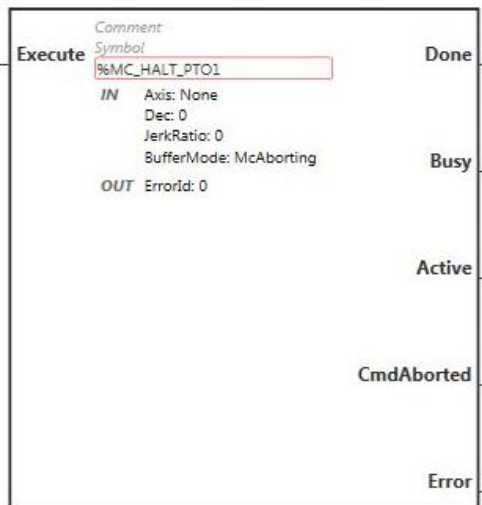 Comment
Execute Symbol Done
%MC_HALT_PTO1
IN Axis: None
Dec: 0
JerkRatio: 0
BufferMode: McAborting Busy
OUT ErrorId: 0
Active
CmdAborted
Error